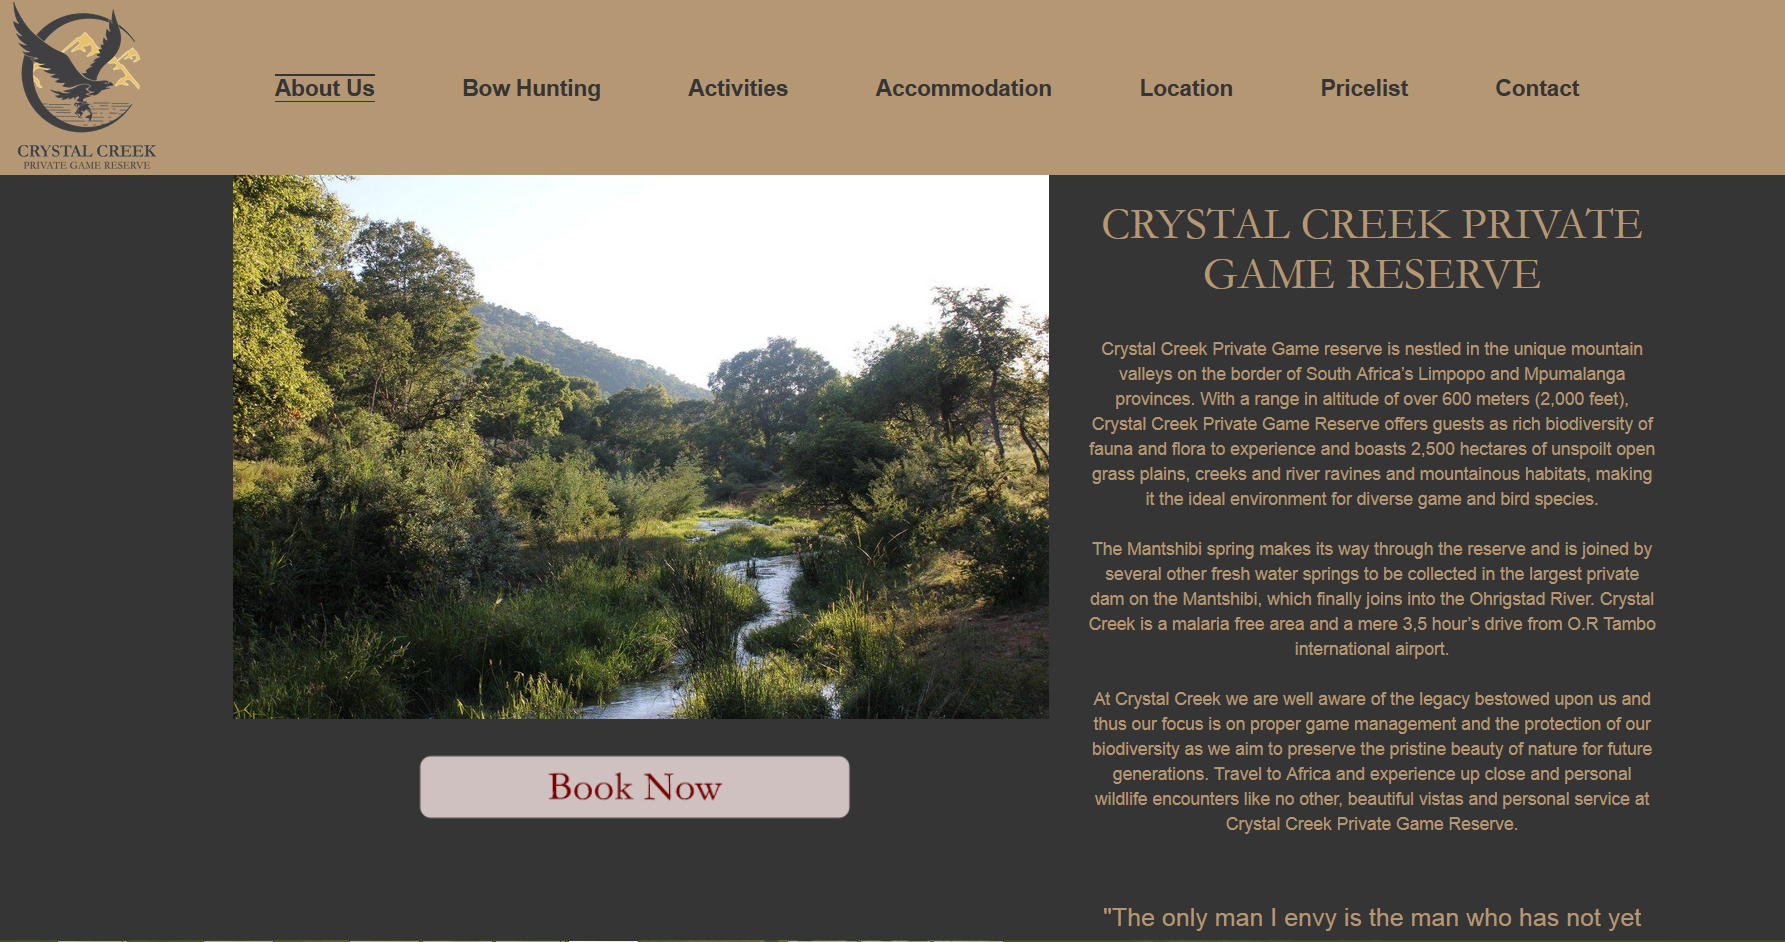 CRYSTAL CREEK
PRIVATE GAME RESERVE
About Us
Bow Hunting
Activities
Accommodation
Location
Pricelist
Contact
CRYSTAL CREEK PRIVATE
GAME RESERVE
Crystal Creek Private Game reserve is nestled in the unique mountain
valleys on the border of South Africa’s Limpopo and Mpumalanga
provinces. With a range in altitude of over 600 meters (2,000 feet),
Crystal Creek Private Game Reserve offers guests as rich biodiversity of
fauna and flora to experience and boasts 2,500 hectares of unspoilt open
grass plains, creeks and river ravines and mountainous habitats, making
it the ideal environment for diverse game and bird species.
The Mantshibi spring makes its way through the reserve and is joined by
several other fresh water springs to be collected in the largest private
dam on the Mantshibi, which finally joins into the Ohrigstad River. Crystal
Creek is a malaria free area and a mere 3,5 hour’s drive from O.R Tambo
international airport.
At Crystal Creek we are well aware of the legacy bestowed upon us and
thus our focus is on proper game management and the protection of our
biodiversity as we aim to preserve the pristine beauty of nature for future
generations. Travel to Africa and experience up close and personal
wildlife encounters like no other, beautiful vistas and personal service at
Crystal Creek Private Game Reserve.
Book Now
"The only man I envy is the man who has not yet